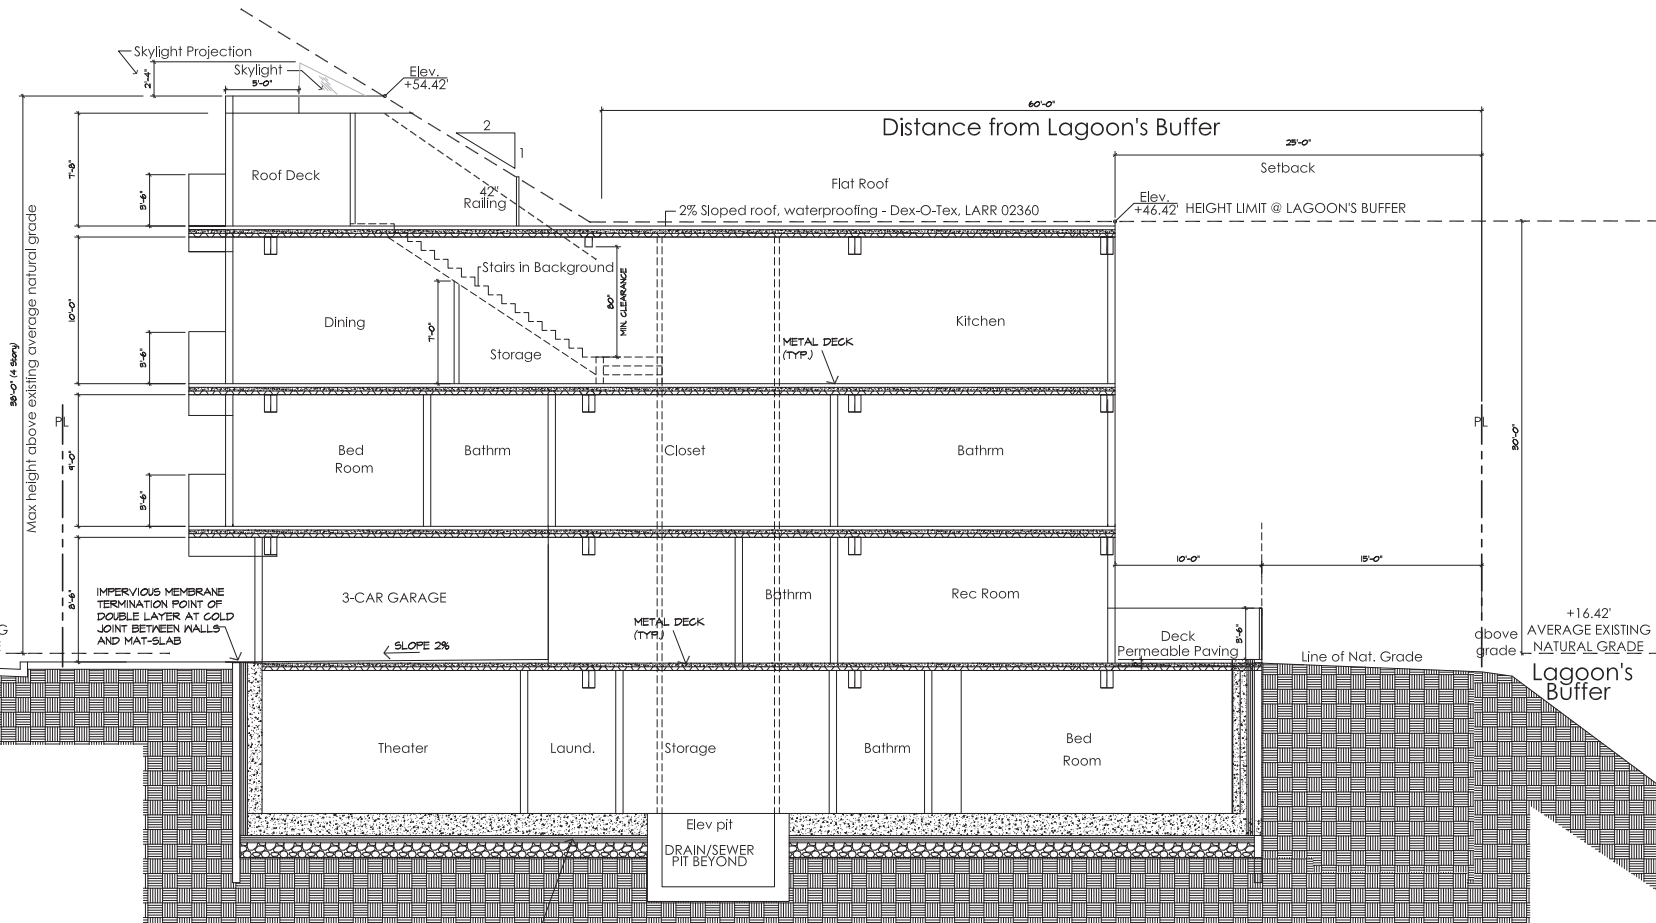 Skylight Projection
Skylight
Elev.
+54.42'
2'-4"
5'-0"
60'-0"
Distance from Lagoon's Buffer
2
1
25'-0"
Setback
7'-8"
Roof Deck
3'-6"
42"
Railing
Flat Roof
2% Sloped roof, waterproofing - Dex-O-Tex, LARR 02360
Elev.
+46.42'
HEIGHT LIMIT @ LAGOON'S BUFFER
38'-0" (4 Story)
Max height above existing average natural grade
10'-0"
3'-6"
Dining
7'-0"
Stairs in Background
Storage
80"
MIN. CLEARANCE
METAL DECK
(TYP.)
Kitchen
30'-0"
PL
PL
9'-0"
3'-6"
Bed
Room
Bathrm
Closet
Bathrm
10'-0"
15'-0"
8'-6"
IMPERVIOUS MEMBRANE
TERMINATION POINT OF
DOUBLE LAYER AT COLD
JOINT BETWEEN WALLS
AND MAT-SLAB
3-CAR GARAGE
SLOPE 2%
METAL DECK
(TYP.)
Bathrm
Rec Room
3'-6"
Deck
Permeable Paving
Line of Nat. Grade
above
grade
+16.42'
AVERAGE EXISTING
NATURAL GRADE
Lagoon's
Buffer
G
Theater
Laund.
Storage
Bathrm
Bed
Room
Elev pit
DRAIN/SEWER
PIT BEYOND